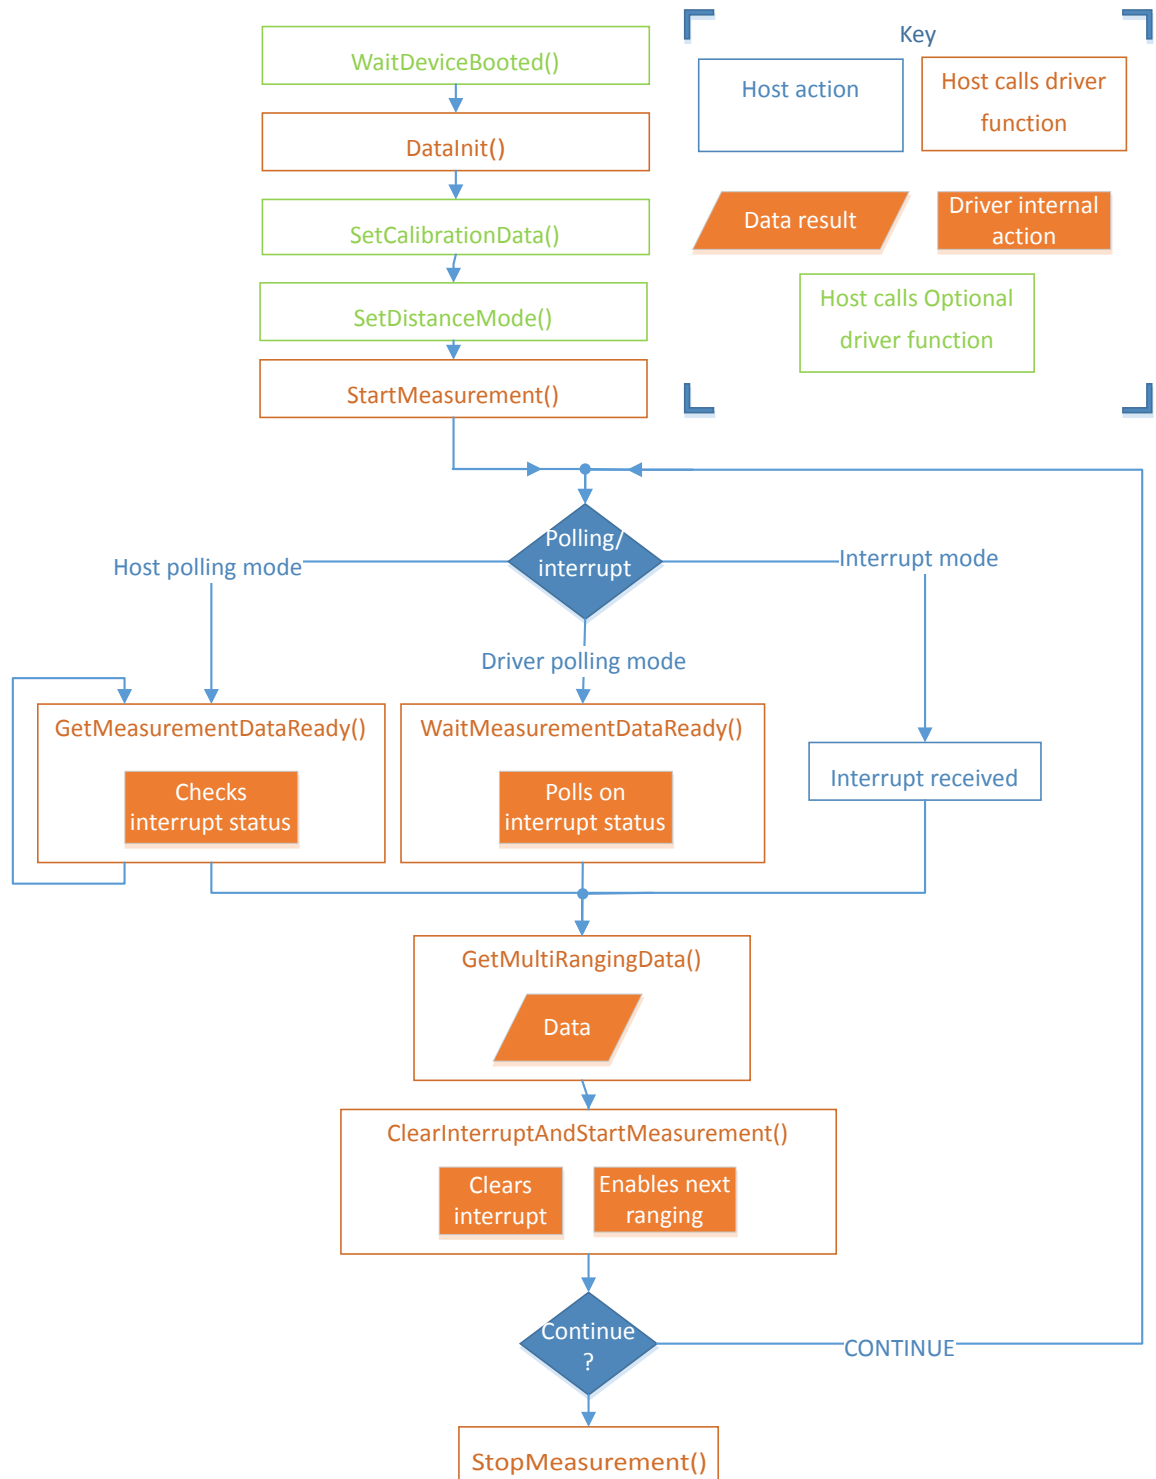 WaitDeviceBooted()
DataInit()
SetCalibrationData()
SetDistanceMode()
StartMeasurement()
Key
Host action
Host calls driver
function
Data result
Driver internal
action
Host calls Optional
driver function
Polling/
interrupt
Host polling mode
Interrupt mode
Driver polling mode
GetMeasurementDataReady()
Checks
interrupt status
WaitMeasurementDataReady()
Polls on
interrupt status
Interrupt received
GetMultiRangingData()
Data
ClearInterruptAndStartMeasurement()
Clears
interrupt
Enables next
ranging
Continue
?
CONTINUE
StopMeasurement()